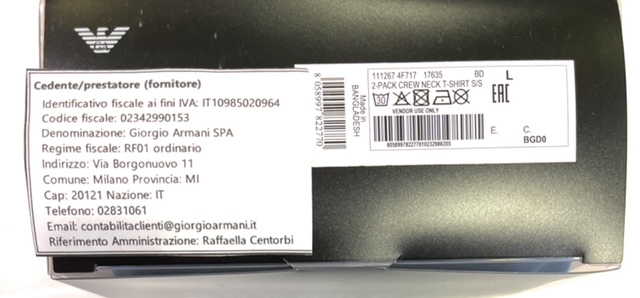 Cedente/prestatore (fornitore)
Identificativo fiscale ai fini IVA: IT10985020964
Codice fiscale: 02342990153
Denominazione: Giorgio Armani SPA
Regime fiscale: RF01 ordinario
Indirizzo: Via Borgonuovo 11
Comune: Milano Provincia: MI
Cap: 20121 Nazione: IT
Telefono: 02831061
Email: contabilitaclienti@giorgioarmani.it
Riferimento Amministrazione: Raffaella Centorbi
8 058997 822770
Made in
BANGLADESH
111267 4F717 17635 BD L
2-PACK CREW NECK T-SHIRT S/S
EAC
VENDOR USE ONLY
E. C.
BGD0